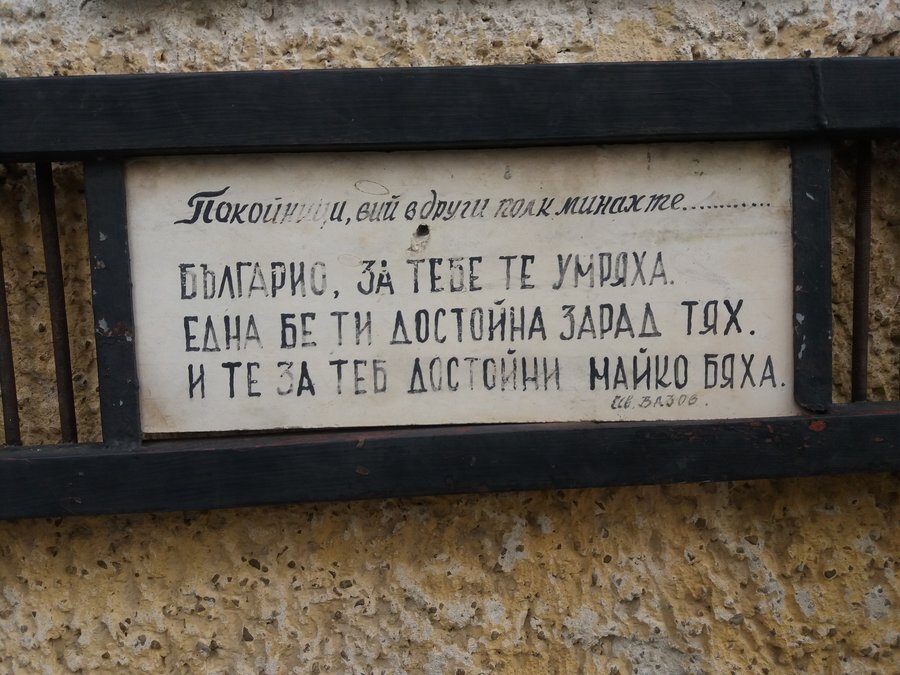 Покойници, вий в други полк минахте............
БЪЛГАРИО, ЗА ТЕБЕ ТЕ УМРЯХА.
ЕДНА БЕ ТИ ДОСТОЙНА ЗАРАД ТЯХ.
И ТЕ ЗА ТЕБ ДОСТОЙНИ МАЙКО БЯХА.
Ив. ВАЗОВ.